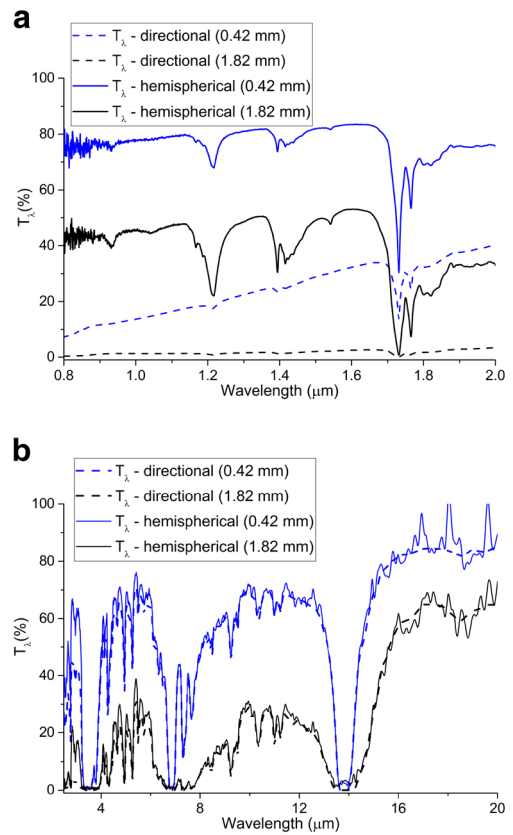 a
T_λ - directional (0.42 mm)
T_λ - directional (1.82 mm)
T_λ - hemispherical (0.42 mm)
T_λ - hemispherical (1.82 mm)
100
80
60
40
20
0
T_λ(%)
0.8 1.0 1.2 1.4 1.6 1.8 2.0
Wavelength (μm)
b
T_λ - directional (0.42 mm)
T_λ - directional (1.82 mm)
T_λ - hemispherical (0.42 mm)
T_λ - hemispherical (1.82 mm)
100
80
60
40
20
0
T_λ(%)
4 8 12 16 20
Wavelength (μm)